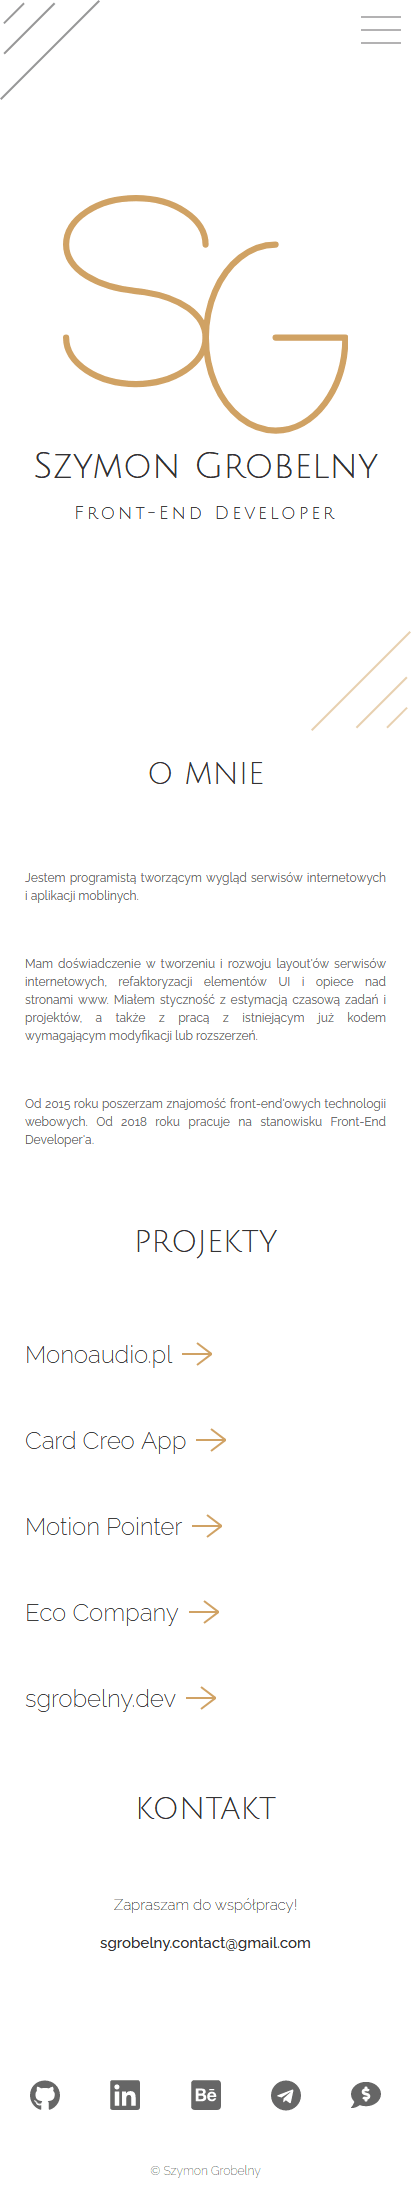 SG
Szymon Grobelny
Front-End Developer
O MNIE
Jestem programistą tworzącym wygląd serwisów internetowych
i aplikacji moblinych.
Mam doświadczenie w tworzeniu i rozwoju layout'ów serwisów
internetowych, refaktoryzacji elementów UI i opiece nad
stronami www. Miałem styczność z estymacją czasową zadań i
projektów, a także z pracą z istniejącym już kodem
wymagającym modyfikacji lub rozszerzeń.
Od 2015 roku poszerzam znajomość front-end'owych technologii
webowych. Od 2018 roku pracuje na stanowisku Front-End
Developer'a.
PROJEKTY
Monoaudio.pl
Card Creo App
Motion Pointer
Eco Company
sgrobelny.dev
KONTAKT
Zapraszam do współpracy!
sgrobelny.contact@gmail.com
in Bē $
© Szymon Grobelny